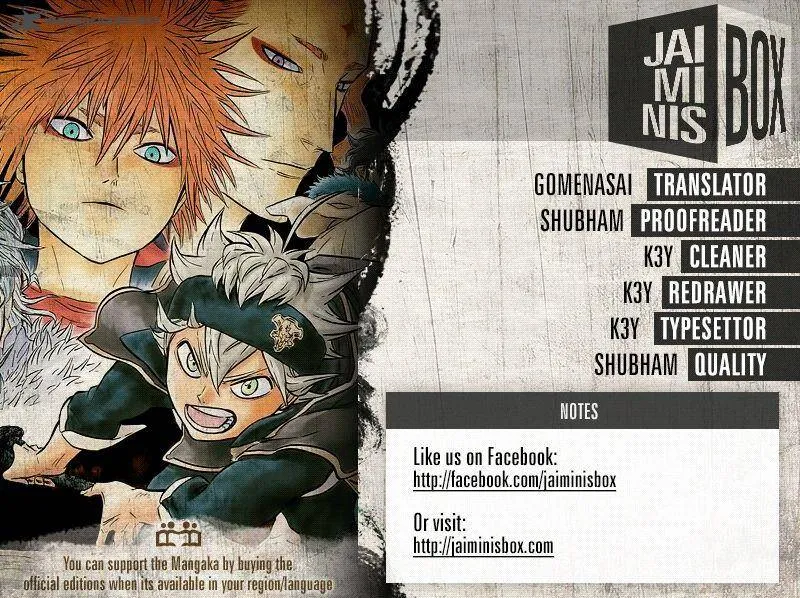 JAI
MI
NIS
BOX
GOMENASAI TRANSLATOR
SHUBHAM PROOFREADER
K3Y CLEANER
K3Y REDRAWER
K3Y TYPESETTOR
SHUBHAM QUALITY
NOTES
Like us on Facebook:
http://facebook.com/jaiminisbox
Or visit:
http://jaiminisbox.com
You can support the Mangaka by buying the
official editions when its available in your region/language